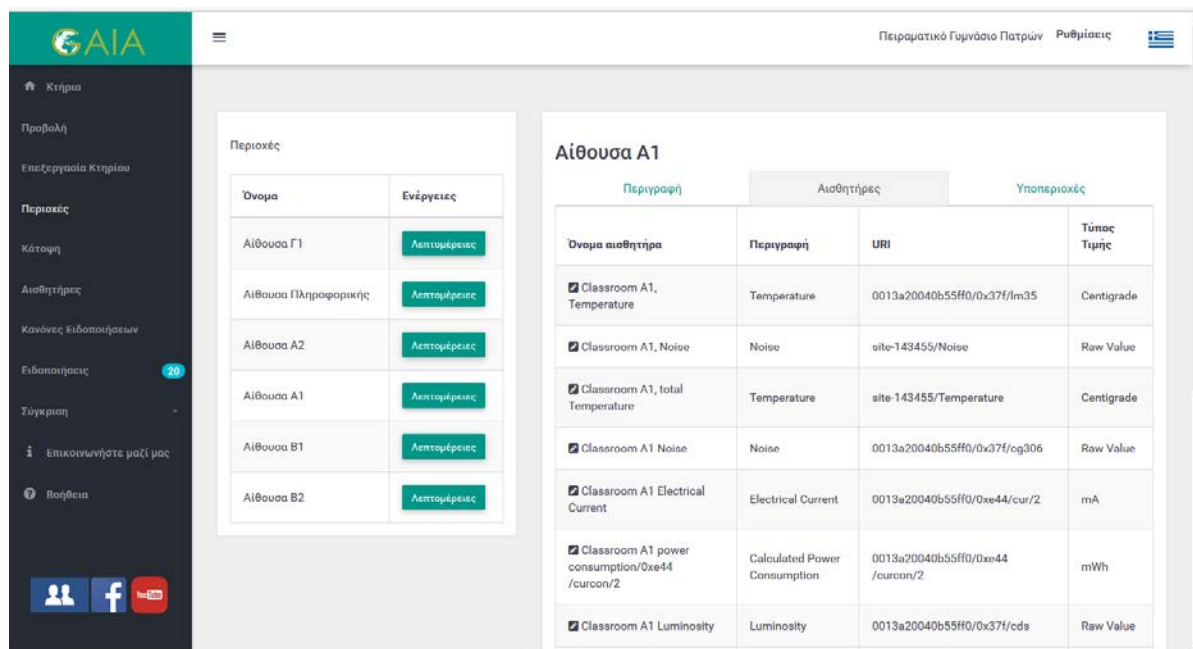 GAIA
Πειραματικό Γυμνάσιο Πατρών Ρυθμίσεις
Κτήρια
Προβολή
Επεξεργασία Κτηρίου
Περιοχές
Κάτοψη
Αισθητήρες
Κανόνες Ειδοποιήσεων
Ειδοποιήσεις 20
Σύγκριση
Επικοινωνήστε μαζί μας
Βοήθεια
You Tube
Περιοχές
Όνομα Ενέργειες
Αίθουσα Γ1 Λεπτομέρειες
Αίθουσα Πληροφορικής Λεπτομέρειες
Αίθουσα Α2 Λεπτομέρειες
Αίθουσα Α1 Λεπτομέρειες
Αίθουσα Β1 Λεπτομέρειες
Αίθουσα Β2 Λεπτομέρειες
Αίθουσα Α1
Περιγραφή Αισθητήρες Υποπεριοχές
Όνομα αισθητήρα Περιγραφή URI Τύπος
Τιμής
Classroom A1,
Temperature Temperature 0013a20040b55ff0/0x37f/lm35 Centigrade
Classroom A1, Noise Noise site-143455/Noise Raw Value
Classroom A1, total
Temperature Temperature site-143455/Temperature Centigrade
Classroom A1 Noise Noise 0013a20040b55ff0/0x37f/cg306 Raw Value
Classroom A1 Electrical
Current Electrical Current 0013a20040b55ff0/0xe44/cur/2 mA
Classroom A1 power
consumption/0xe44
/curcon/2 Calculated Power
Consumption 0013a20040b55ff0/0xe44
/curcon/2 mWh
Classroom A1 Luminosity Luminosity 0013a20040b55ff0/0x37f/cds Raw Value